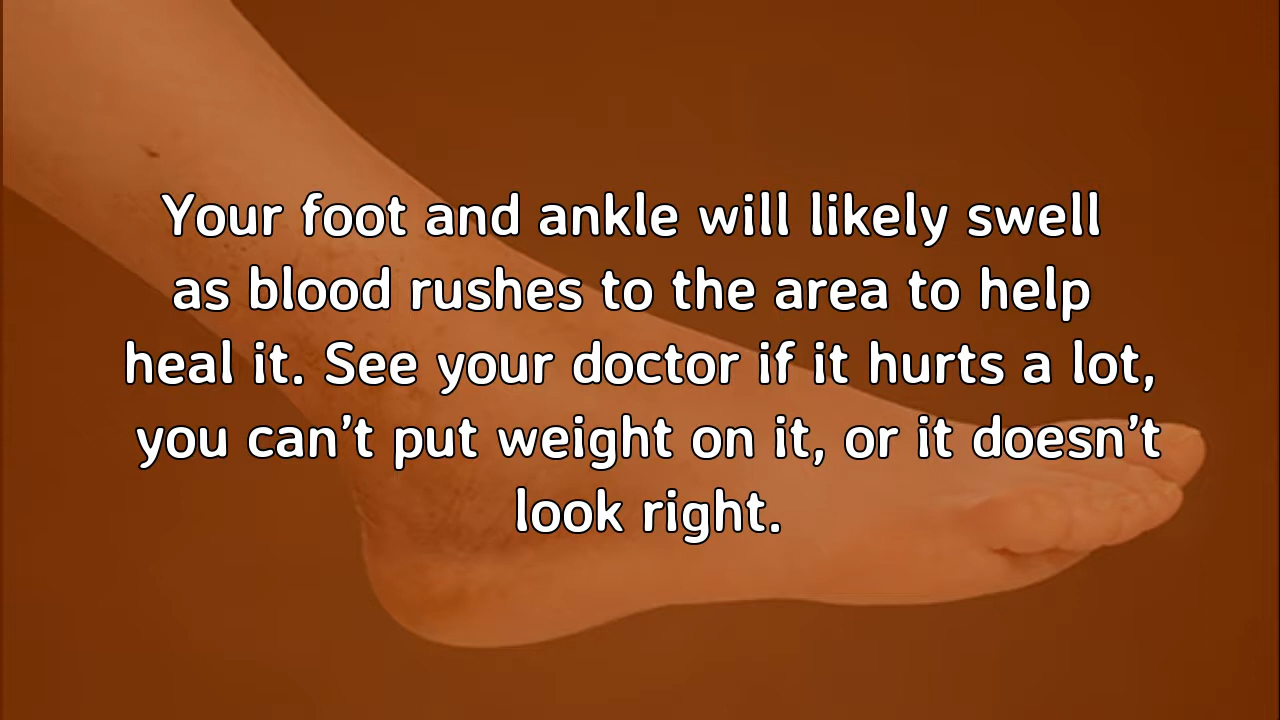 Your foot and ankle will likely swell
as blood rushes to the area to help
heal it. See your doctor if it hurts a lot,
you can’t put weight on it, or it doesn’t
look right.